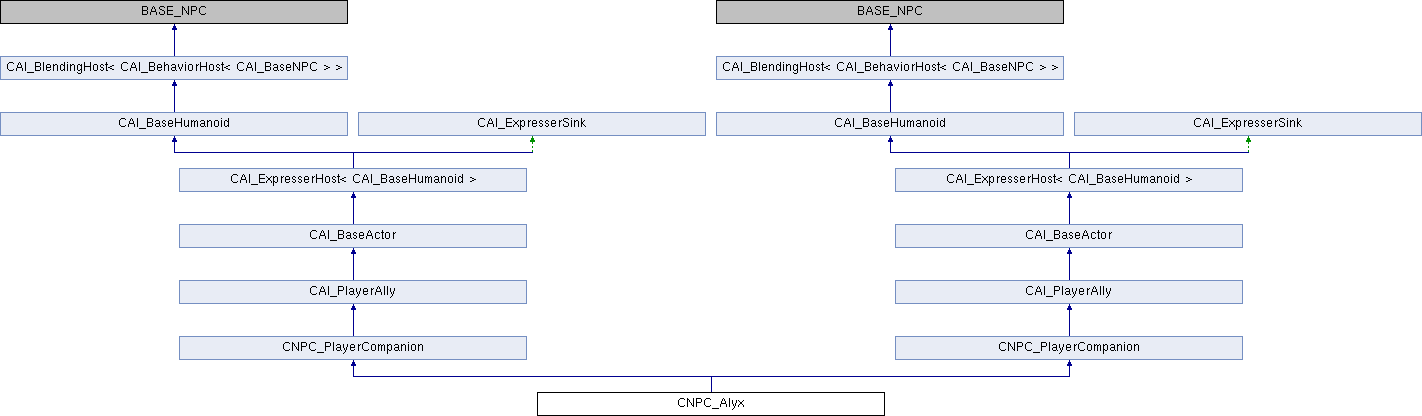 BASE_NPC
BASE_NPC
CAI_BlendingHost< CAI_BehaviorHost< CAI_BaseNPC > >
CAI_BlendingHost< CAI_BehaviorHost< CAI_BaseNPC > >
CAI_BaseHumanoid
CAI_ExpresserSink
CAI_BaseHumanoid
CAI_ExpresserSink
CAI_ExpresserHost< CAI_BaseHumanoid >
CAI_ExpresserHost< CAI_BaseHumanoid >
CAI_BaseActor
CAI_BaseActor
CAI_PlayerAlly
CAI_PlayerAlly
CNPC_PlayerCompanion
CNPC_PlayerCompanion
CNPC_Alyx